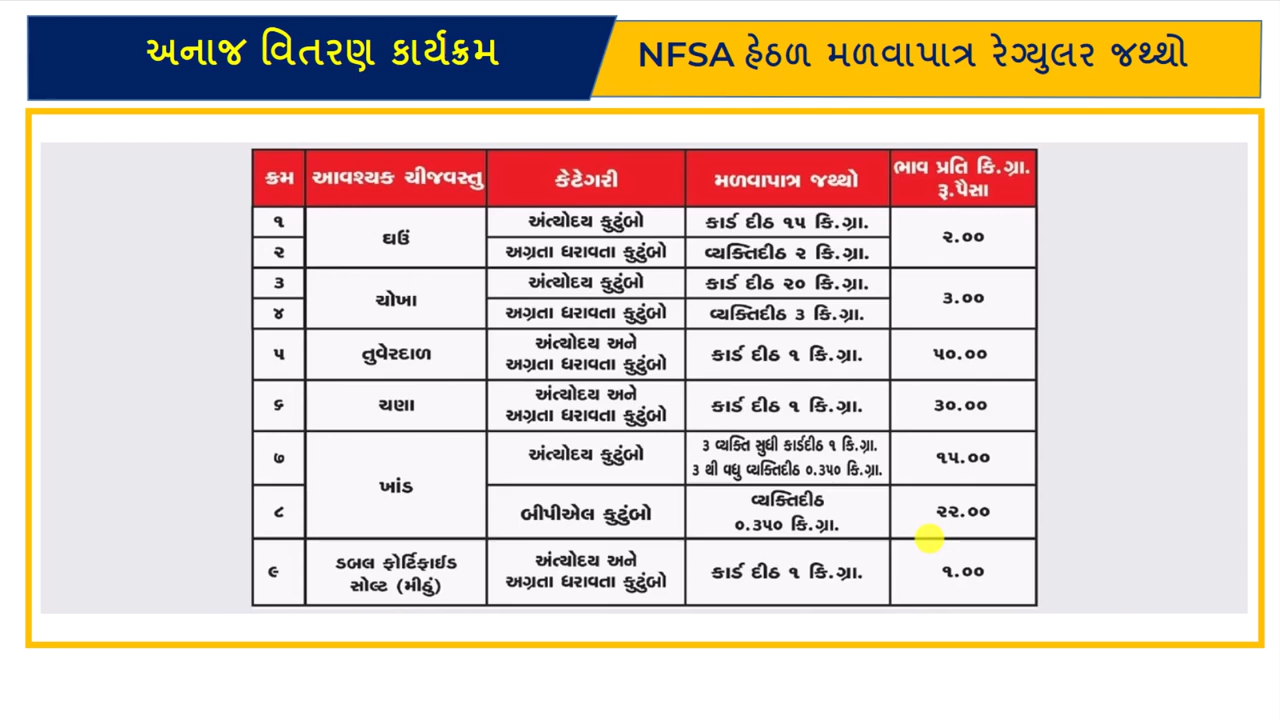 અનાજ વિતરણ કાર્યક્રમ
NFSA હેઠળ મળવાપાત્ર રેગ્યુલર જથ્થો
ક્રમ આવશ્યક ચીજવસ્તુ કેટેગરી મળવાપાત્ર જથ્થો ભાવ પ્રતિ કિ.ગ્રા. રૂ.પૈસા
૧ ઘઉં અંત્યોદય કુટુંબો કાર્ડ દીઠ ૧૫ કિ.ગ્રા. ૨.૦૦
૨ અગ્રતા ધરાવતા કુટુંબો વ્યક્તિદીઠ ૨ કિ.ગ્રા.
૩ ચોખા અંત્યોદય કુટુંબો કાર્ડ દીઠ ૨૦ કિ.ગ્રા. ૩.૦૦
૪ અગ્રતા ધરાવતા કુટુંબો વ્યક્તિદીઠ ૩ કિ.ગ્રા.
૫ તુવેરદાળ અંત્યોદય અને અગ્રતા ધરાવતા કુટુંબો કાર્ડ દીઠ ૧ કિ.ગ્રા. ૫૦.૦૦
૬ ચણા અંત્યોદય અને અગ્રતા ધરાવતા કુટુંબો કાર્ડ દીઠ ૧ કિ.ગ્રા. ૩૦.૦૦
૭ ખાંડ અંત્યોદય કુટુંબો ૩ વ્યક્તિ સુધી કાર્ડદીઠ ૧ કિ.ગ્રા. ૩ થી વધુ વ્યક્તિદીઠ ૦.૩૫૦ કિ.ગ્રા. ૧૫.૦૦
૮ બીપીએલ કુટુંબો વ્યક્તિદીઠ ૦.૩૫૦ કિ.ગ્રા. ૨૨.૦૦
૯ ડબલ ફોર્ટિફાઈડ સોલ્ટ (મીઠું) અંત્યોદય અને અગ્રતા ધરાવતા કુટુંબો કાર્ડ દીઠ ૧ કિ.ગ્રા. ૧.૦૦